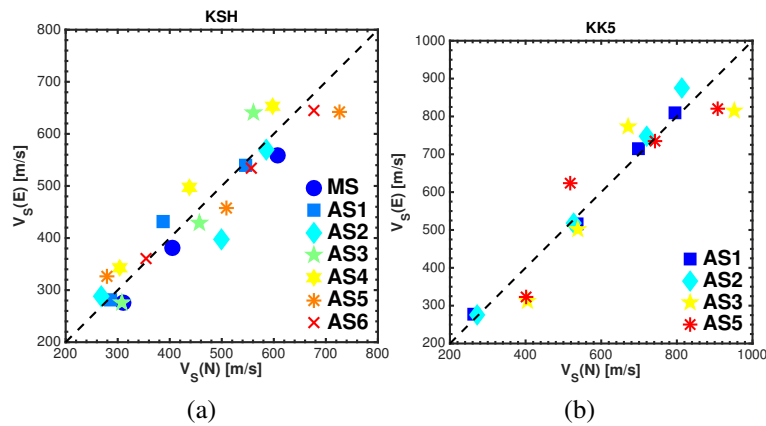 KSH
800
700
600
500
400
300
200
200 300 400 500 600 700 800
V_S(E) [m/s]
V_S(N) [m/s]
MS
AS1
AS2
AS3
AS4
AS5
AS6
(a)
KK5
1000
900
800
700
600
500
400
300
200
200 400 600 800 1000
V_S(E) [m/s]
V_S(N) [m/s]
AS1
AS2
AS3
AS5
(b)